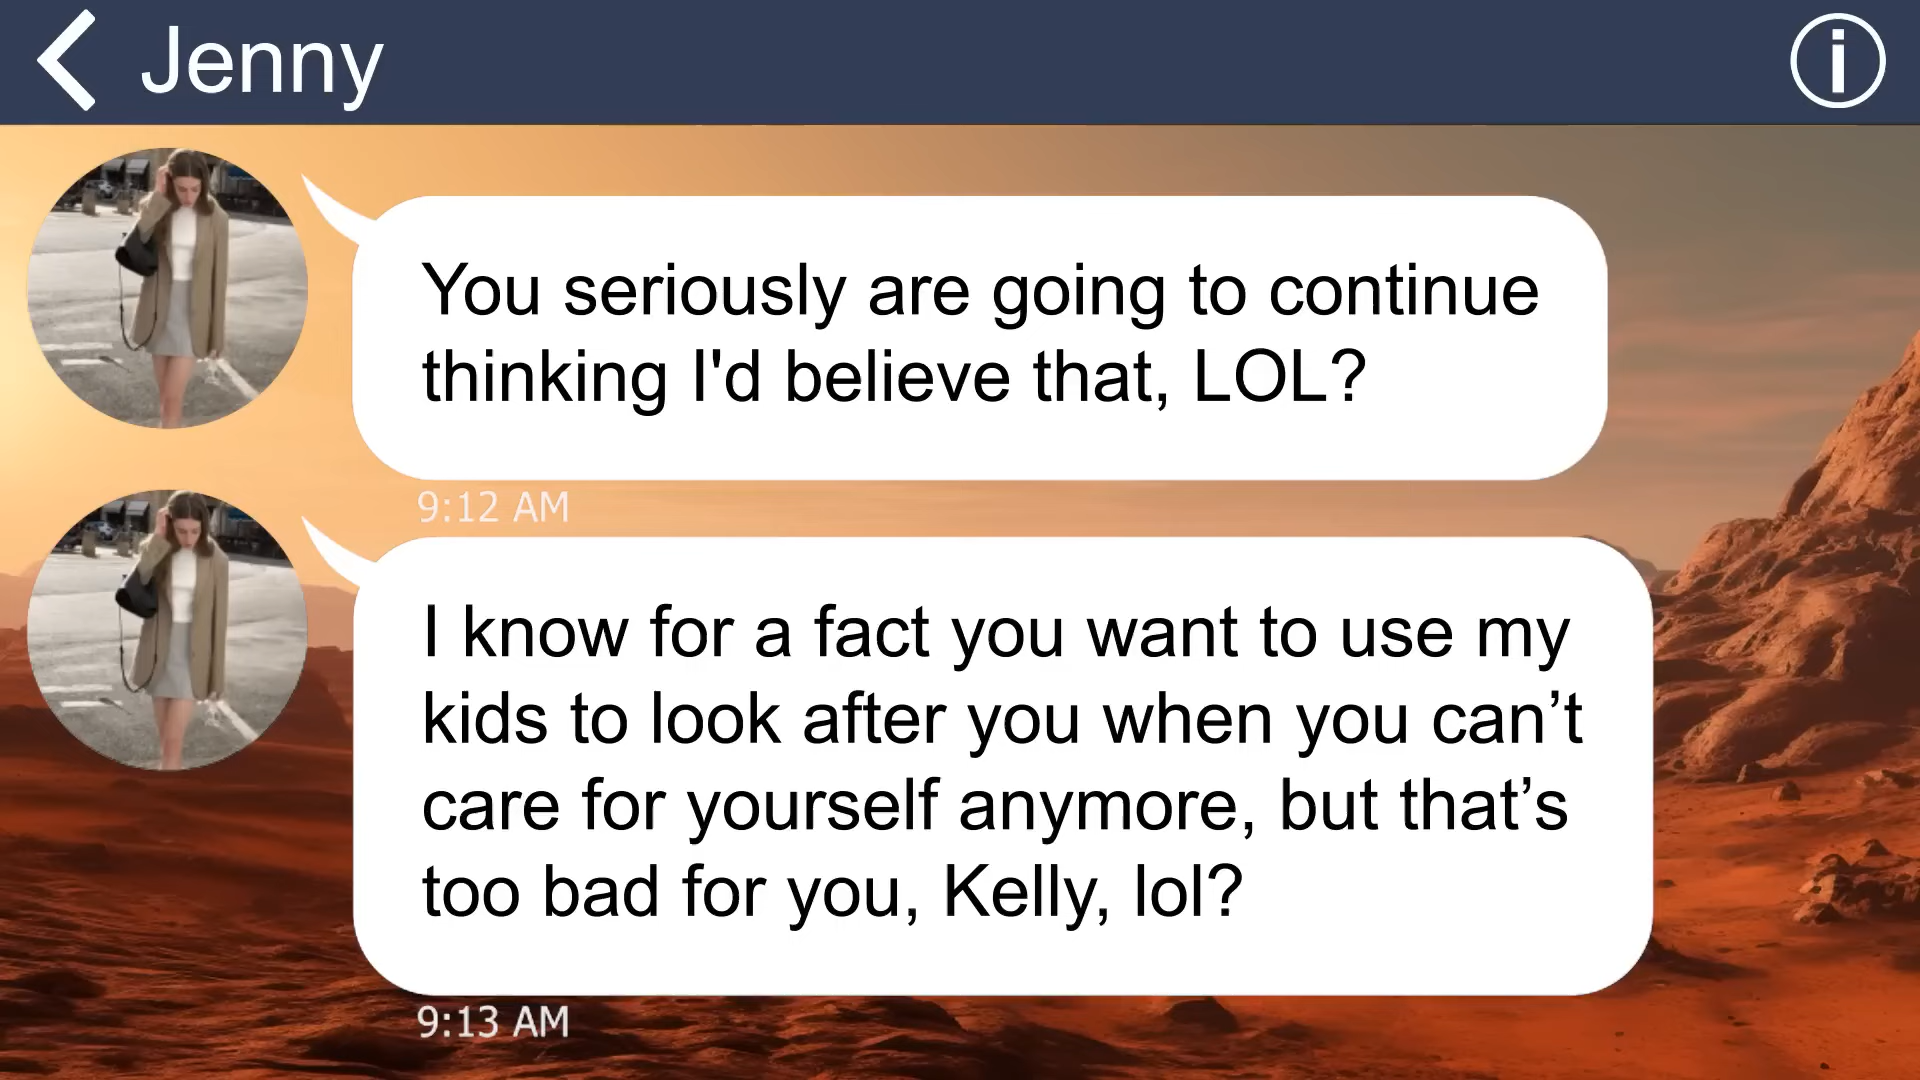 Jenny
You seriously are going to continue
thinking I'd believe that, LOL?
9:12 AM
I know for a fact you want to use my
kids to look after you when you can’t
care for yourself anymore, but that’s
too bad for you, Kelly, lol?
9:13 AM